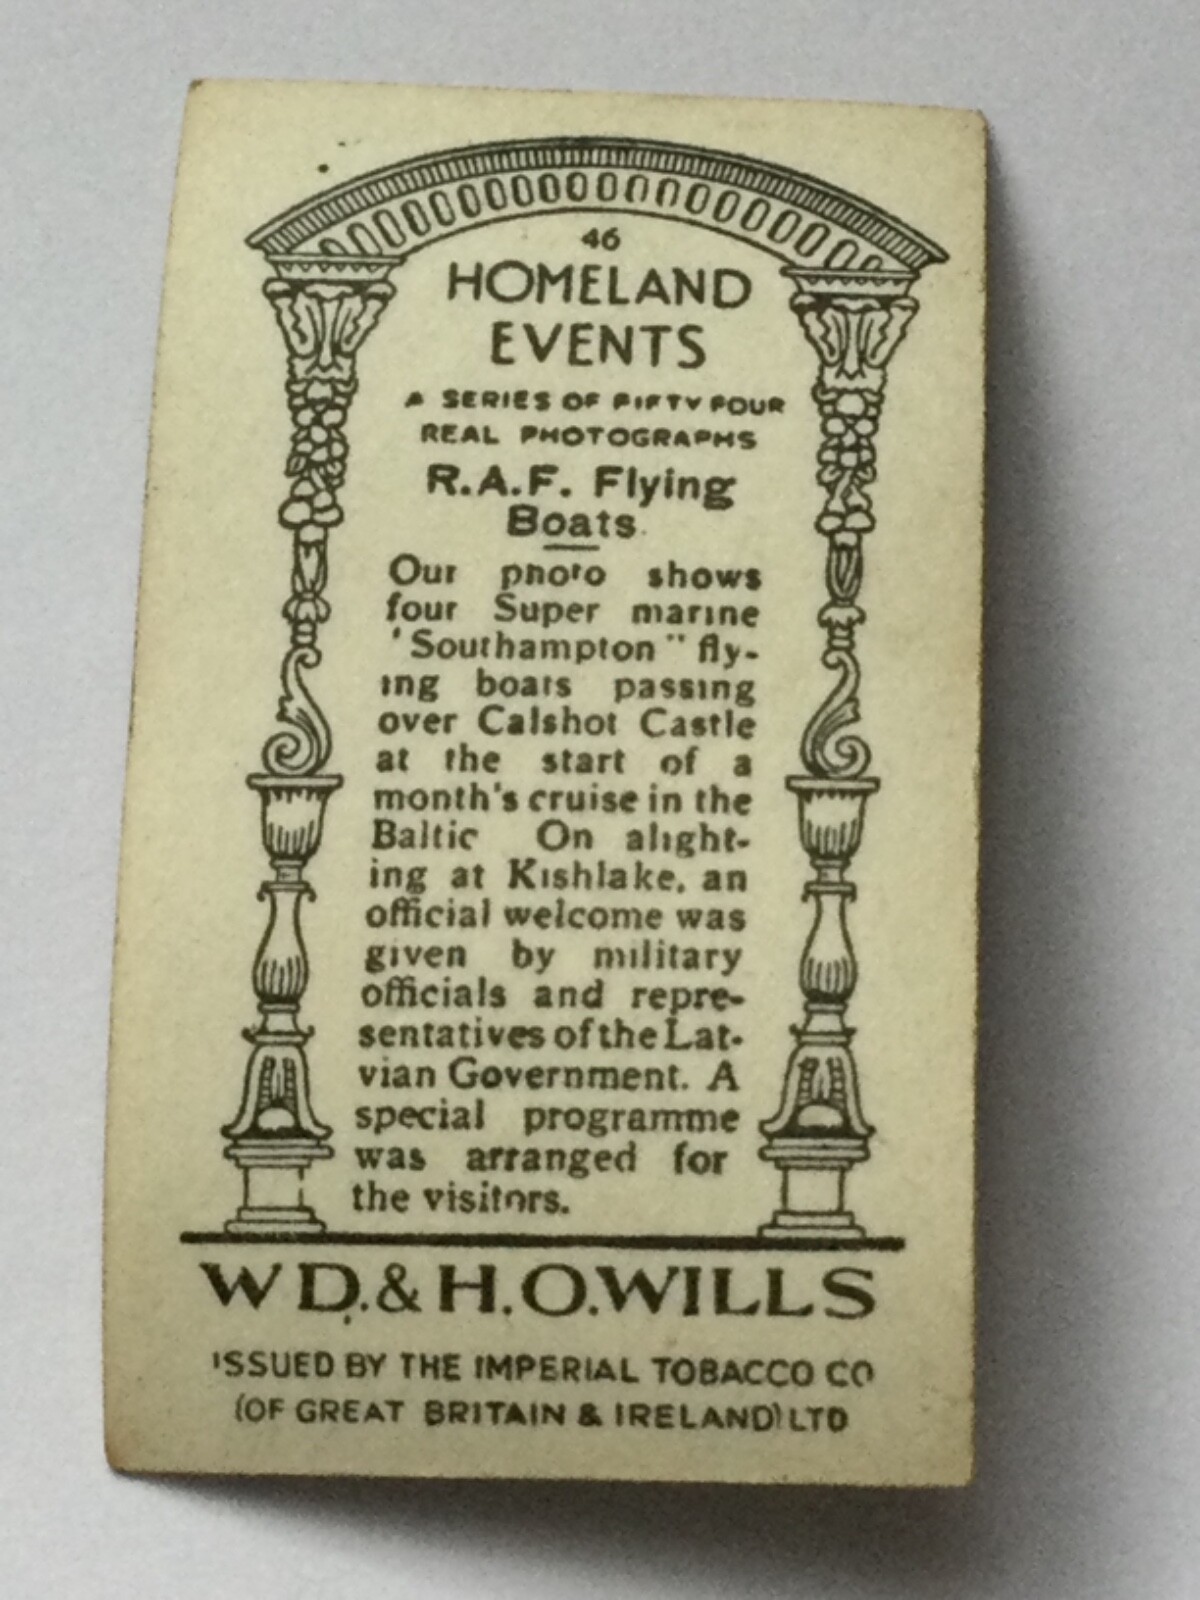 46
HOMELAND
EVENTS
A SERIES OF FIFTY FOUR
REAL PHOTOGRAPHS
R.A.F. Flying
Boats
Our photo shows
four Super marine
'Southampton" fly-
ing boats passing
over Calshot Castle
at the start of a
month's cruise in the
Baltic On alight-
ing at Kishlake, an
official welcome was
given by military
officials and repre-
sentatives of the Lat-
vian Government. A
special programme
was arranged for
the visitors.
W D. & H. O. WILLS
ISSUED BY THE IMPERIAL TOBACCO CO
(OF GREAT BRITAIN & IRELAND) LTD